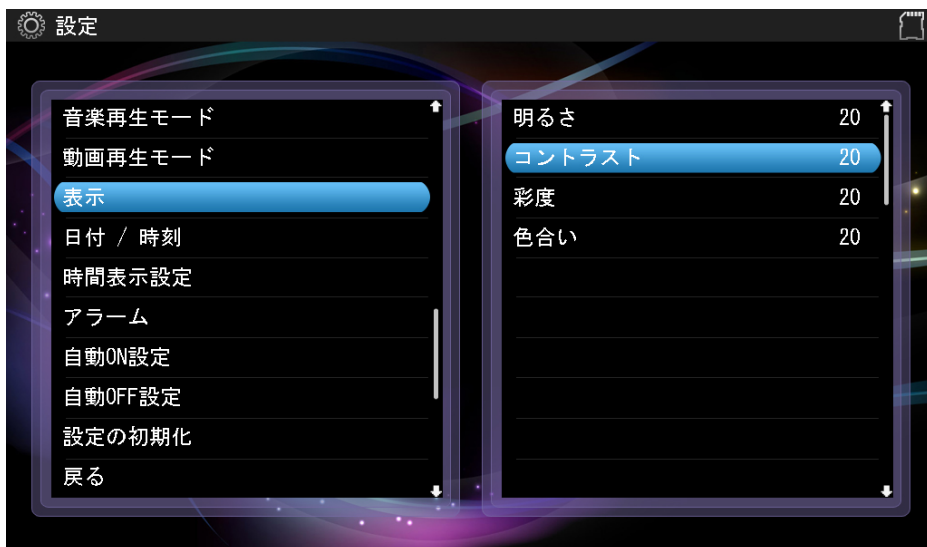 設定
音楽再生モード
動画再生モード
表示
日付 / 時刻
時間表示設定
アラーム
自動ON設定
自動OFF設定
設定の初期化
戻る
明るさ 20
コントラスト 20
彩度 20
色合い 20